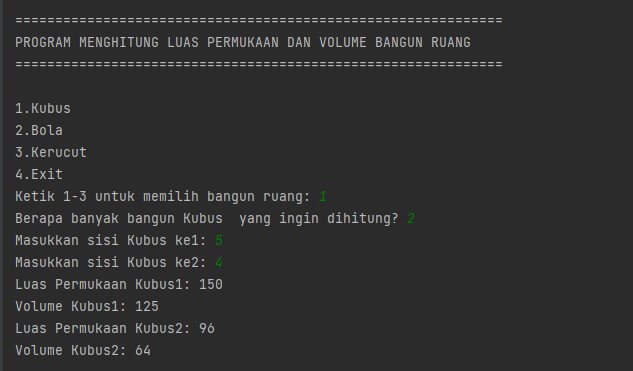 =============================================================
PROGRAM MENGHITUNG LUAS PERMUKAAN DAN VOLUME BANGUN RUANG
=============================================================
1.Kubus
2.Bola
3.Kerucut
4.Exit
Ketik 1-3 untuk memilih bangun ruang: 1
Berapa banyak bangun Kubus  yang ingin dihitung? 2
Masukkan sisi Kubus ke1: 5
Masukkan sisi Kubus ke2: 4
Luas Permukaan Kubus1: 150
Volume Kubus1: 125
Luas Permukaan Kubus2: 96
Volume Kubus2: 64